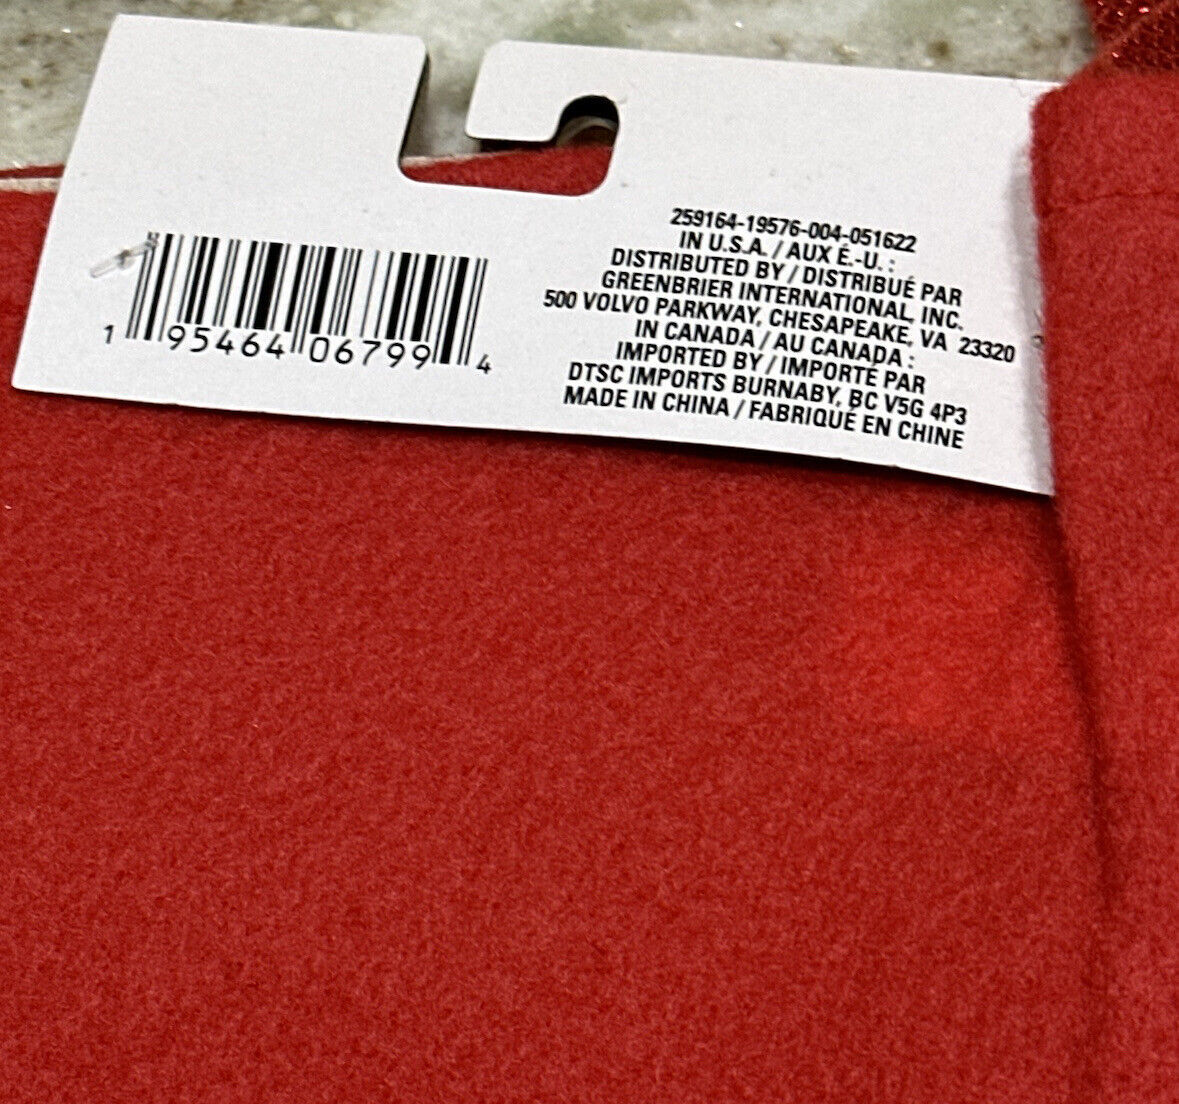 259164-19576-004-051622
IN U.S.A. / AUX É.-U. :
DISTRIBUTED BY / DISTRIBUÉ PAR
GREENBRIER INTERNATIONAL, INC.
500 VOLVO PARKWAY, CHESAPEAKE, VA 23320
IN CANADA / AU CANADA :
IMPORTED BY / IMPORTÉ PAR
DTSC IMPORTS BURNABY, BC V5G 4P3
MADE IN CHINA / FABRIQUÉ EN CHINE
1 95464 06799 4